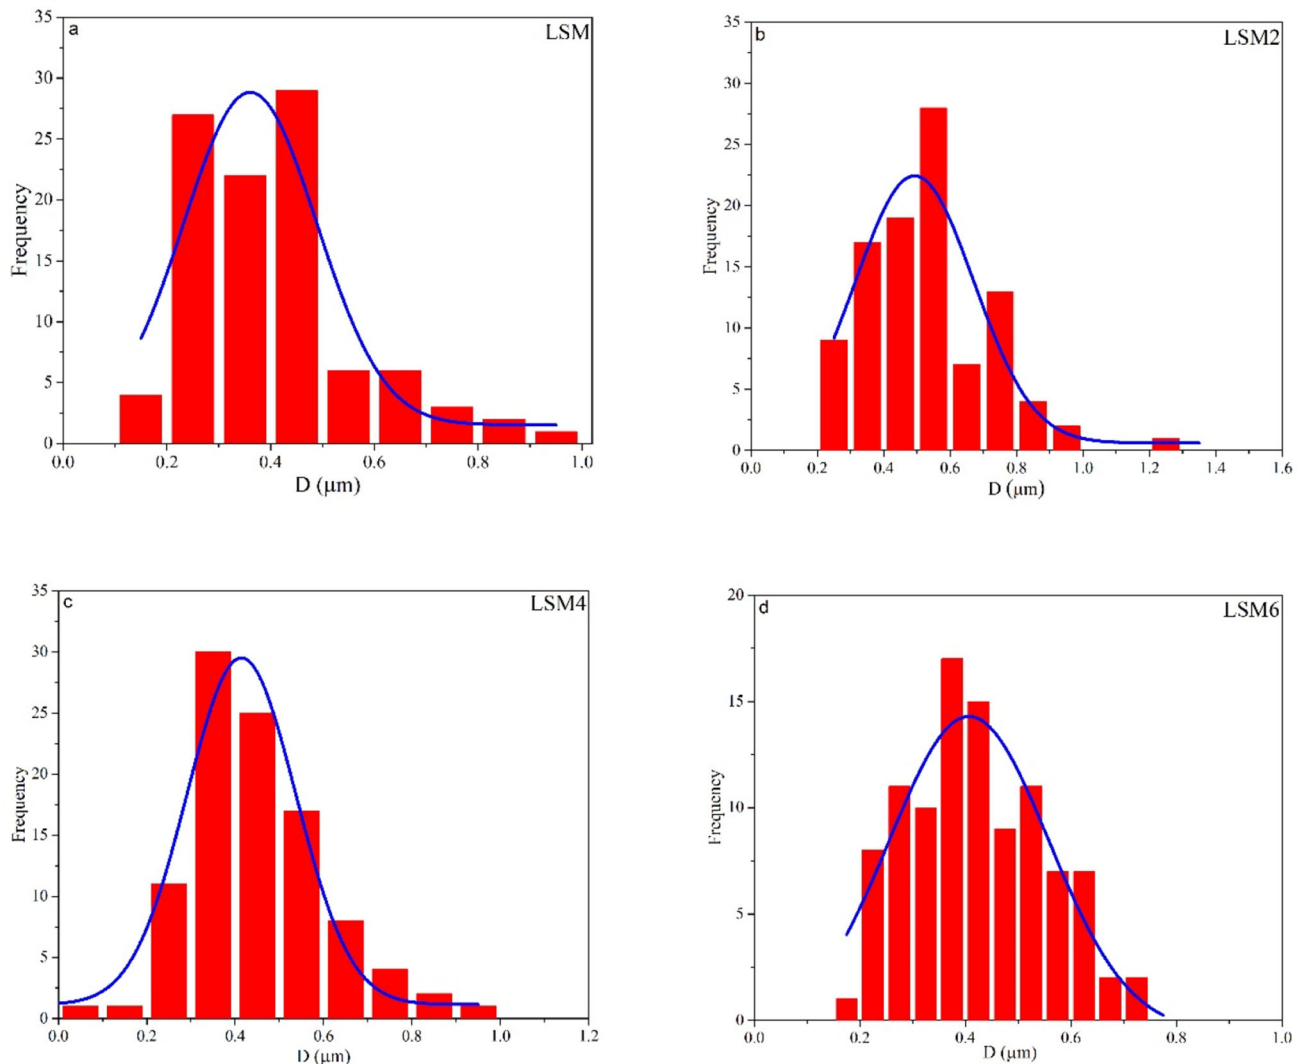 a
LSM
35
30
25
20
15
10
5
0
Frequency
0.0 0.2 0.4 0.6 0.8 1.0
D (μm)
b
LSM2
35
30
25
20
15
10
5
0
Frequency
0.0 0.2 0.4 0.6 0.8 1.0 1.2 1.4 1.6
D (μm)
c
LSM4
35
30
25
20
15
10
5
0
Frequency
0.0 0.2 0.4 0.6 0.8 1.0 1.2
D (μm)
d
LSM6
20
15
10
5
0
Frequency
0.0 0.2 0.4 0.6 0.8 1.0
D (μm)